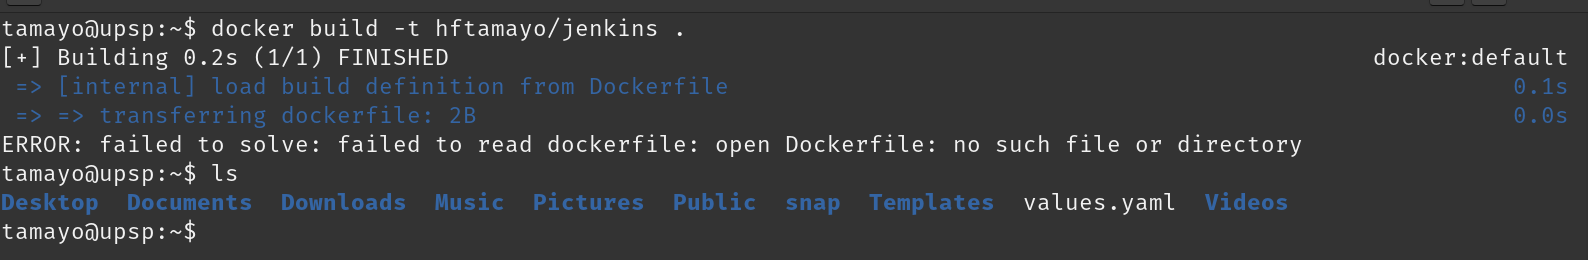 tamayo@upsp:~$ docker build -t hftamayo/jenkins .
[+] Building 0.2s (1/1) FINISHED docker:default
=> [internal] load build definition from Dockerfile 0.1s
=> => transferring dockerfile: 2B 0.0s
ERROR: failed to solve: failed to read dockerfile: open Dockerfile: no such file or directory
tamayo@upsp:~$ ls
Desktop Documents Downloads Music Pictures Public snap Templates values.yaml Videos
tamayo@upsp:~$